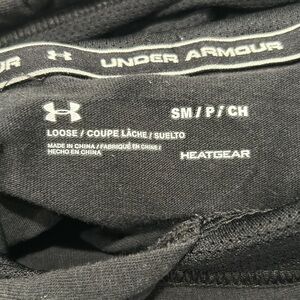 UNDER ARMOUR
SM / P / CH
LOOSE / COUPE LÂCHE / SUELTO
MADE IN CHINA / FABRIQUÉ EN CHINE /
HECHO EN CHINA
HEATGEAR